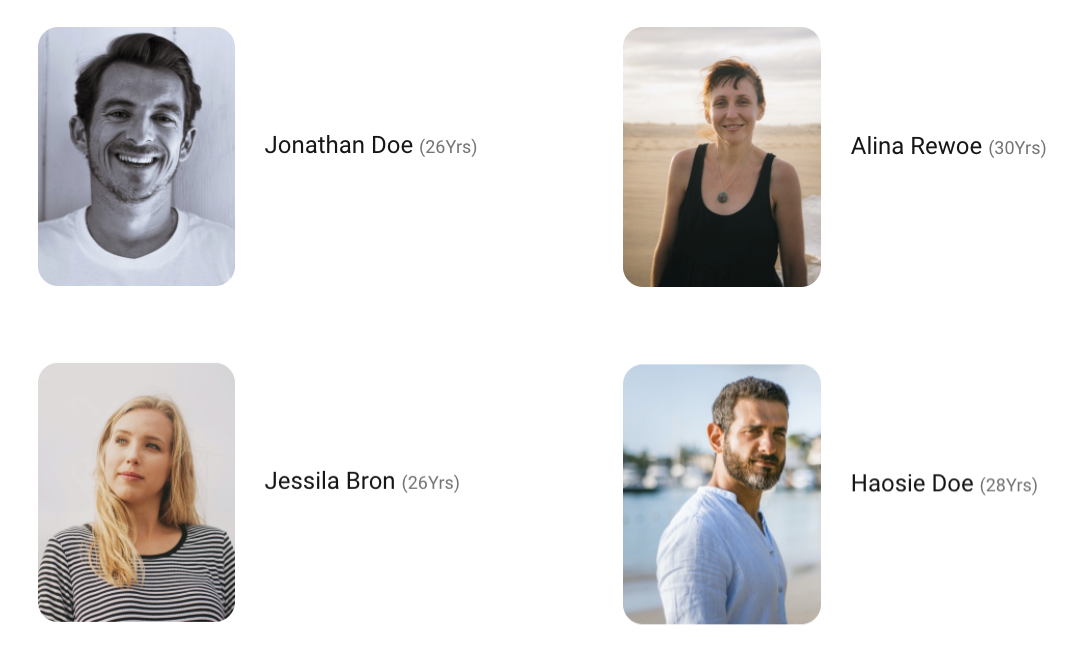 Jonathan Doe (26Yrs)
Alina Rewoe (30Yrs)
Jessila Bron (26Yrs)
Haosie Doe (28Yrs)